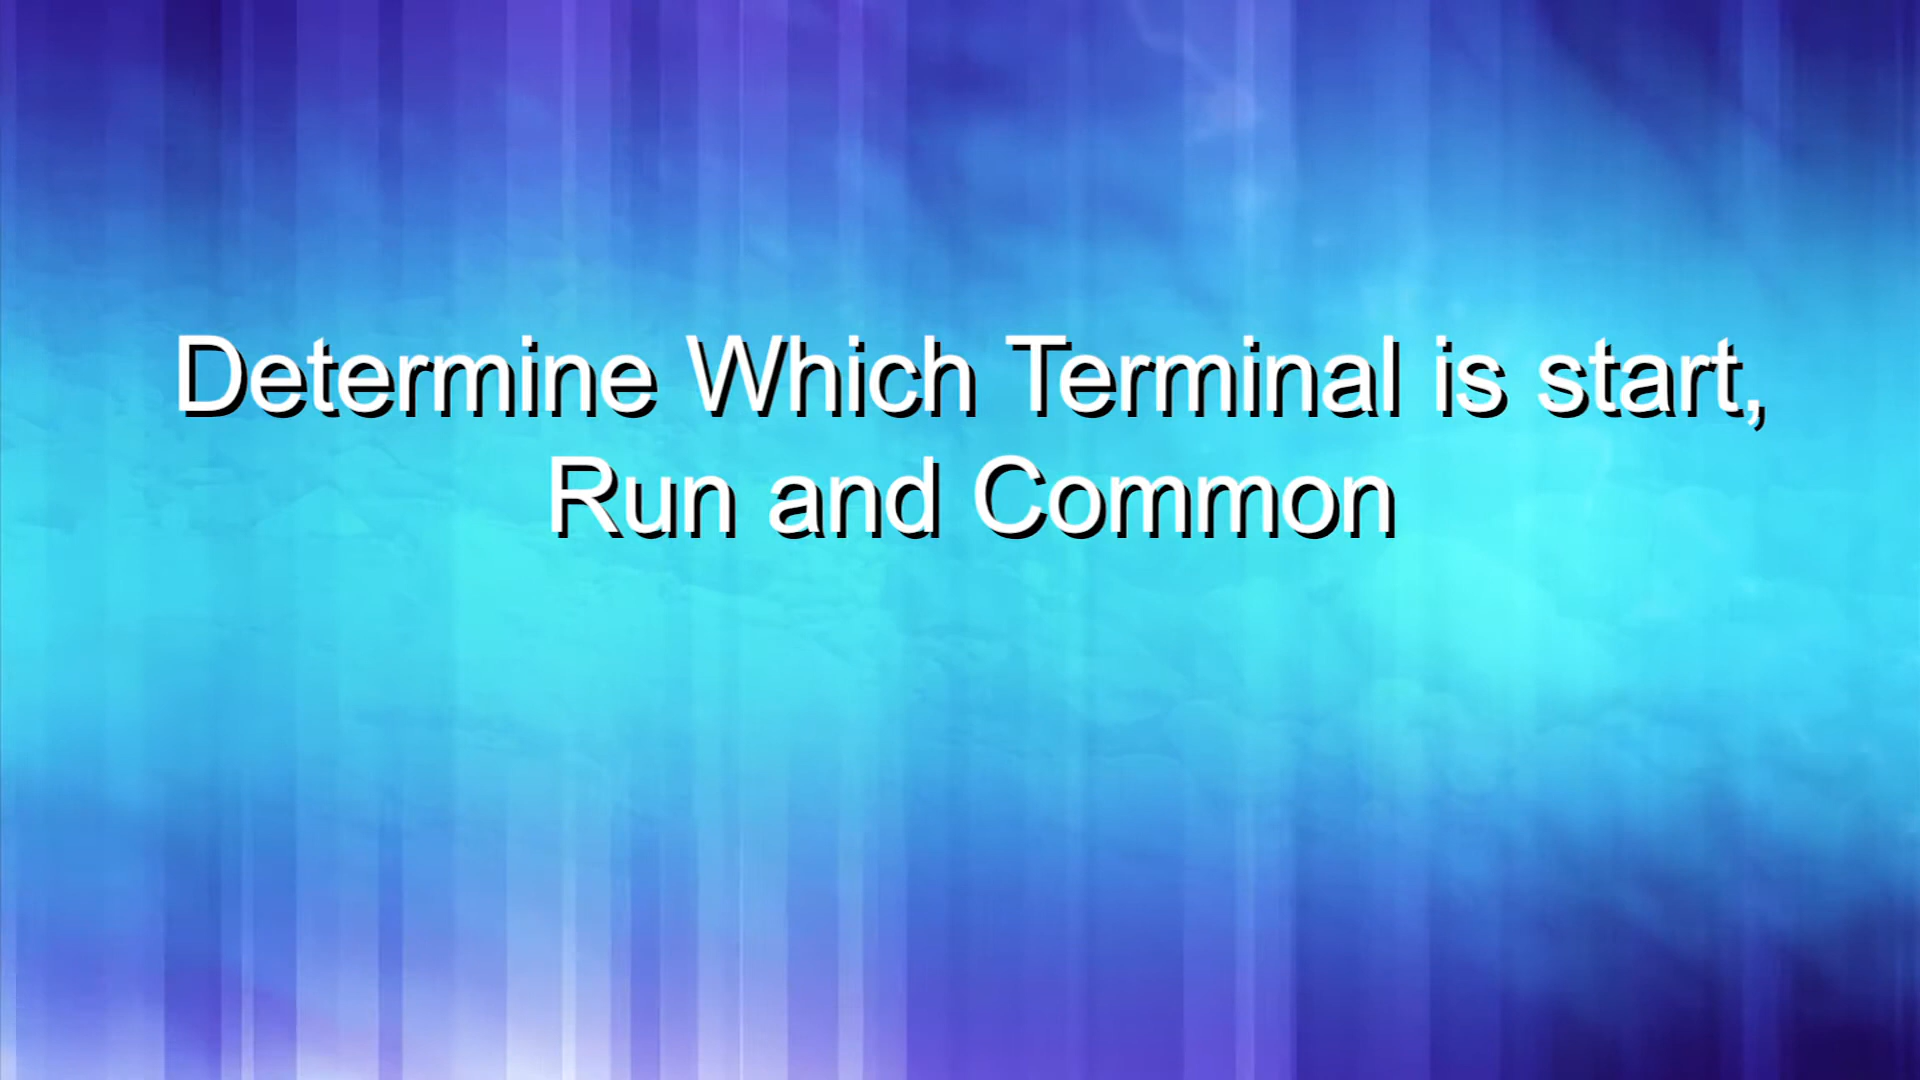 Determine Which Terminal is start,
Run and Common